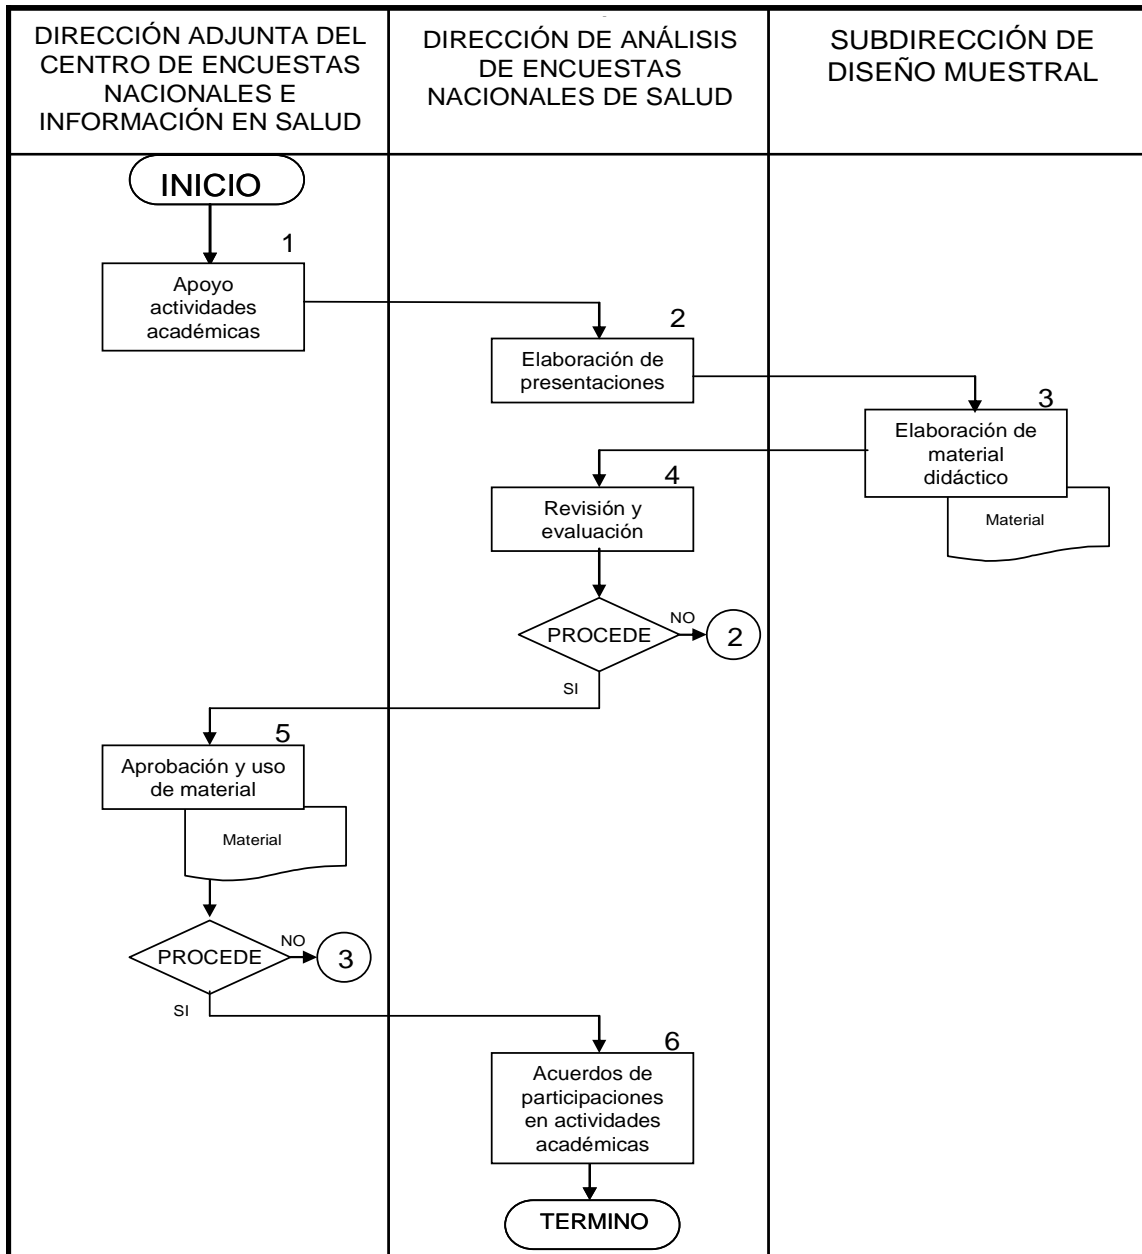 DIRECCIÓN ADJUNTA DEL
CENTRO DE ENCUESTAS
NACIONALES E
INFORMACIÓN EN SALUD
DIRECCIÓN DE ANÁLISIS
DE ENCUESTAS
NACIONALES DE SALUD
SUBDIRECCIÓN DE
DISEÑO MUESTRAL
INICIO
1
Apoyo
actividades
académicas
2
Elaboración de
presentaciones
3
Elaboración de
material
didáctico
Material
4
Revisión y
evaluación
PROCEDE
NO
2
SI
5
Aprobación y uso
de material
Material
PROCEDE
NO
3
SI
6
Acuerdos de
participaciones
en actividades
académicas
TERMINO